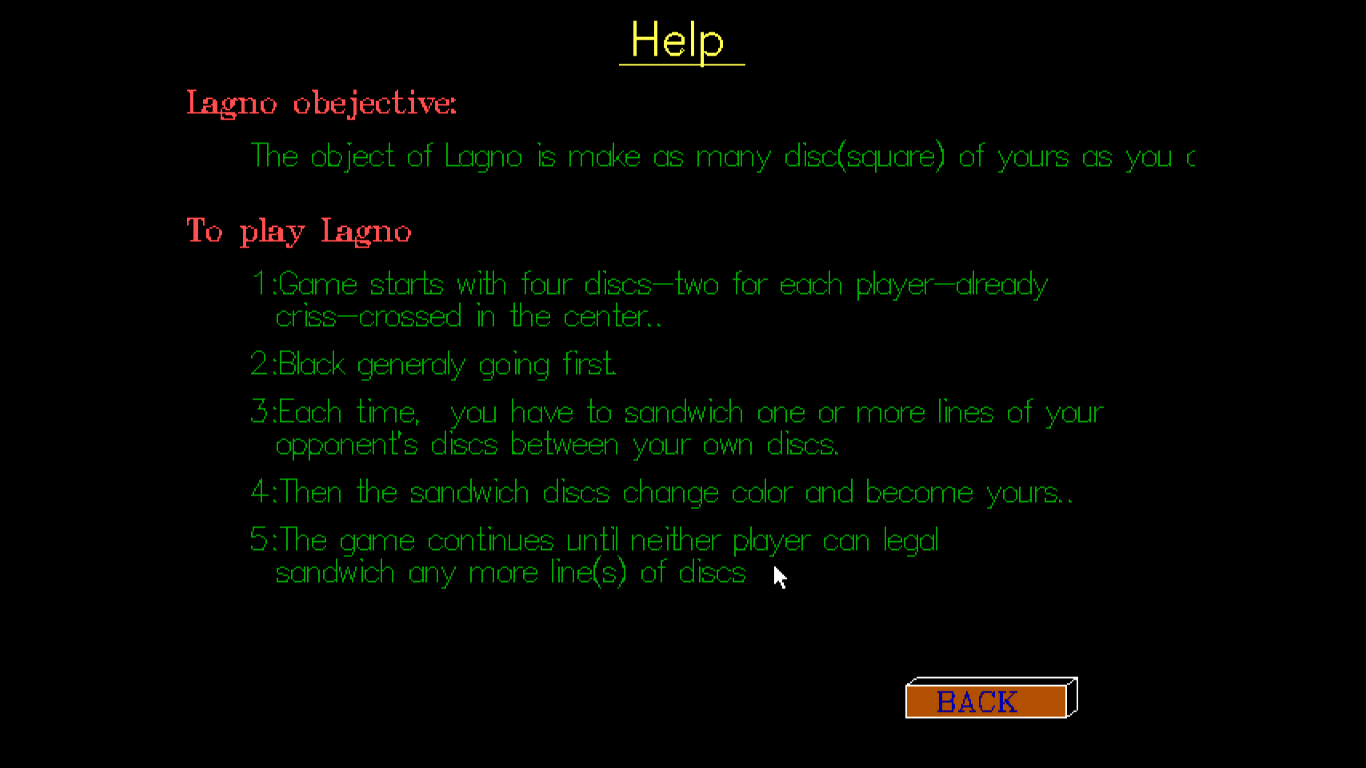 Help
Lagno obejective:
The object of Lagno is make as many disc(square) of yours as you c
To play Lagno
1:Game starts with four discs-two for each player-already
criss-crossed in the center..
2:Black generaly going first.
3:Each time,  you have to sandwich one or more lines of your
opponent's discs between your own discs.
4:Then the sandwich discs change color and become yours..
5:The game continues until neither player can legal
sandwich any more line(s) of discs
BACK